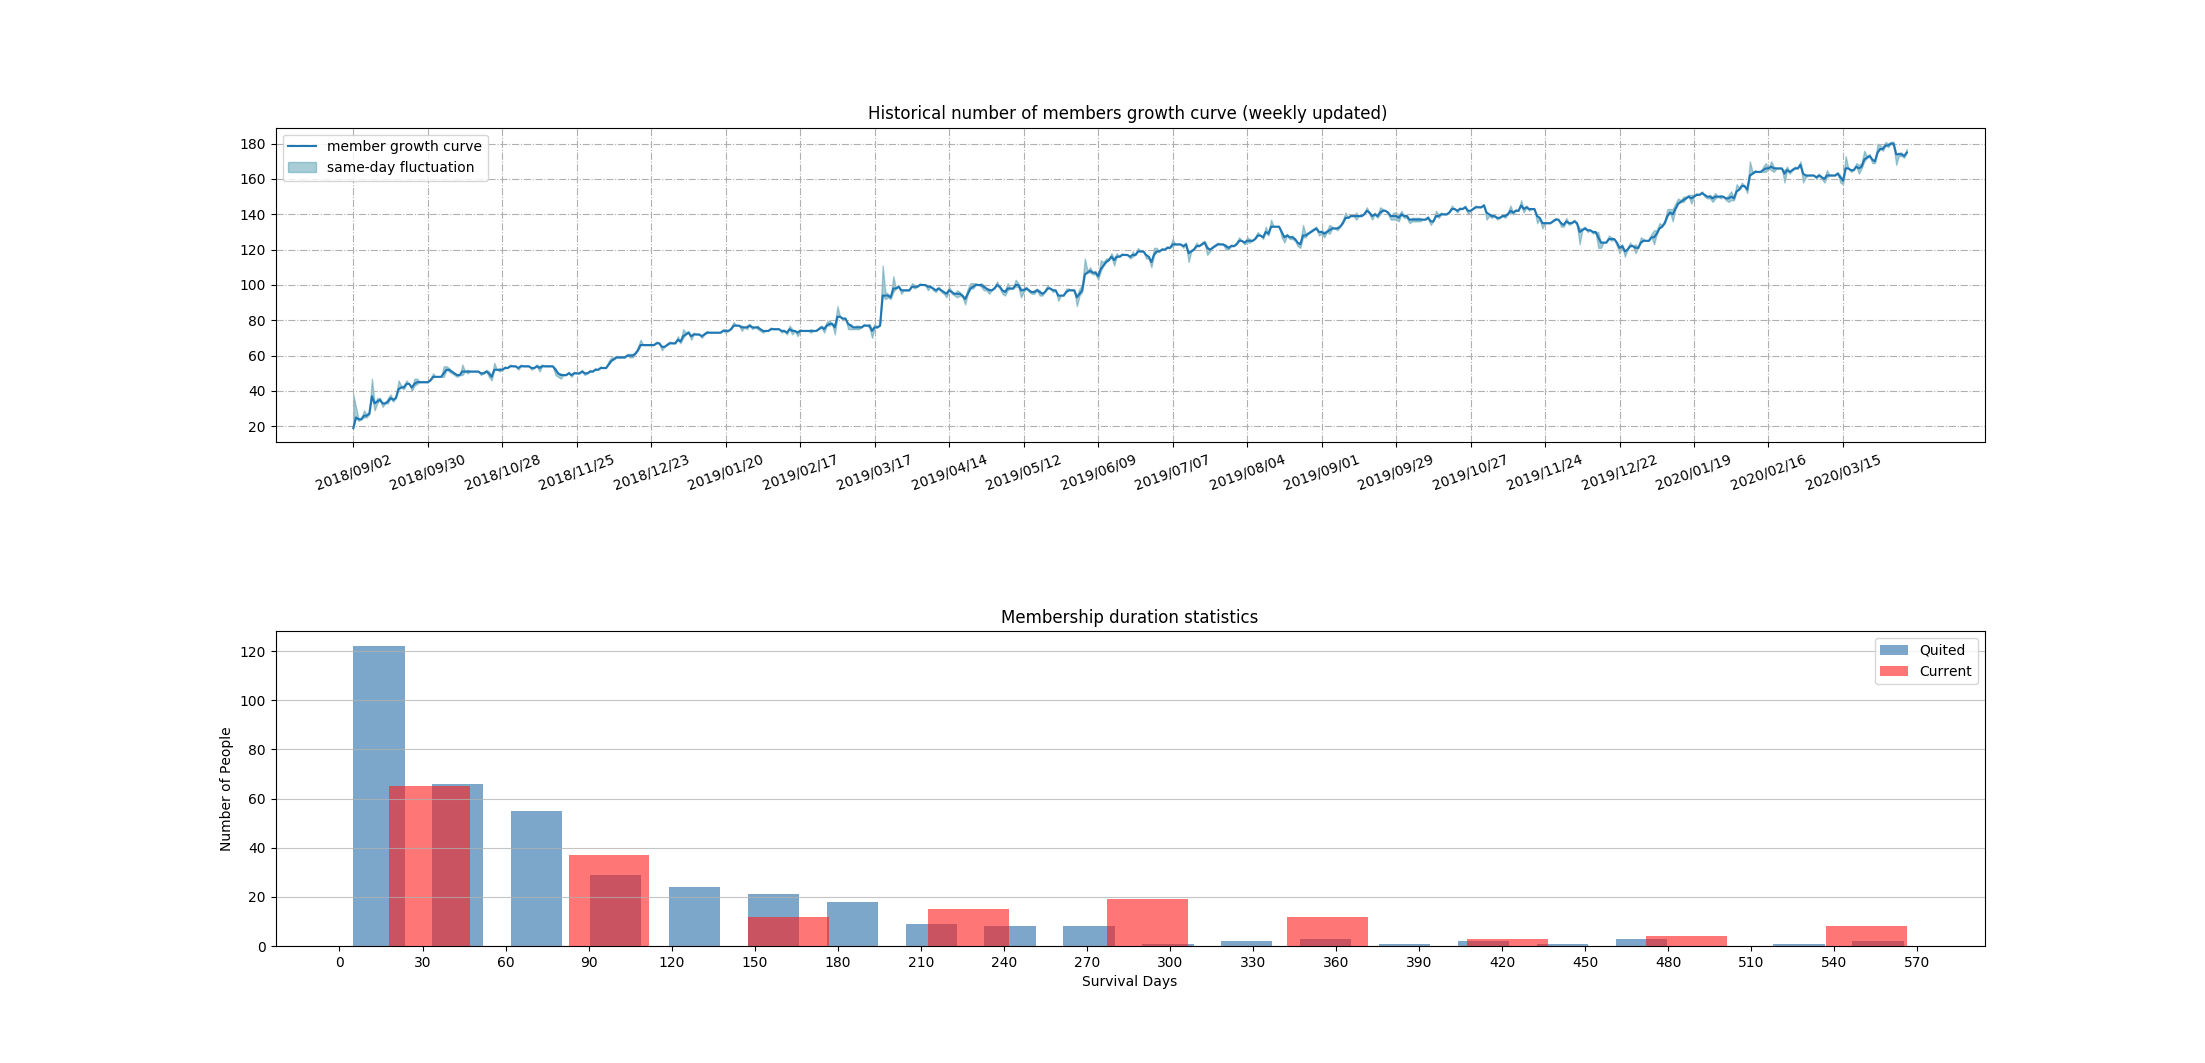 Historical number of members growth curve (weekly updated)
member growth curve
same-day fluctuation
180
160
140
120
100
80
60
40
20
2018/09/02 2018/09/30 2018/10/28 2018/11/25 2018/12/23 2019/01/20 2019/02/17 2019/03/17 2019/04/14 2019/05/12 2019/06/09 2019/07/07 2019/08/04 2019/09/01 2019/09/29 2019/10/27 2019/11/24 2019/12/22 2020/01/19 2020/02/16 2020/03/15
Membership duration statistics
Quited
Current
Number of People
120
100
80
60
40
20
0
0 30 60 90 120 150 180 210 240 270 300 330 360 390 420 450 480 510 540 570
Survival Days